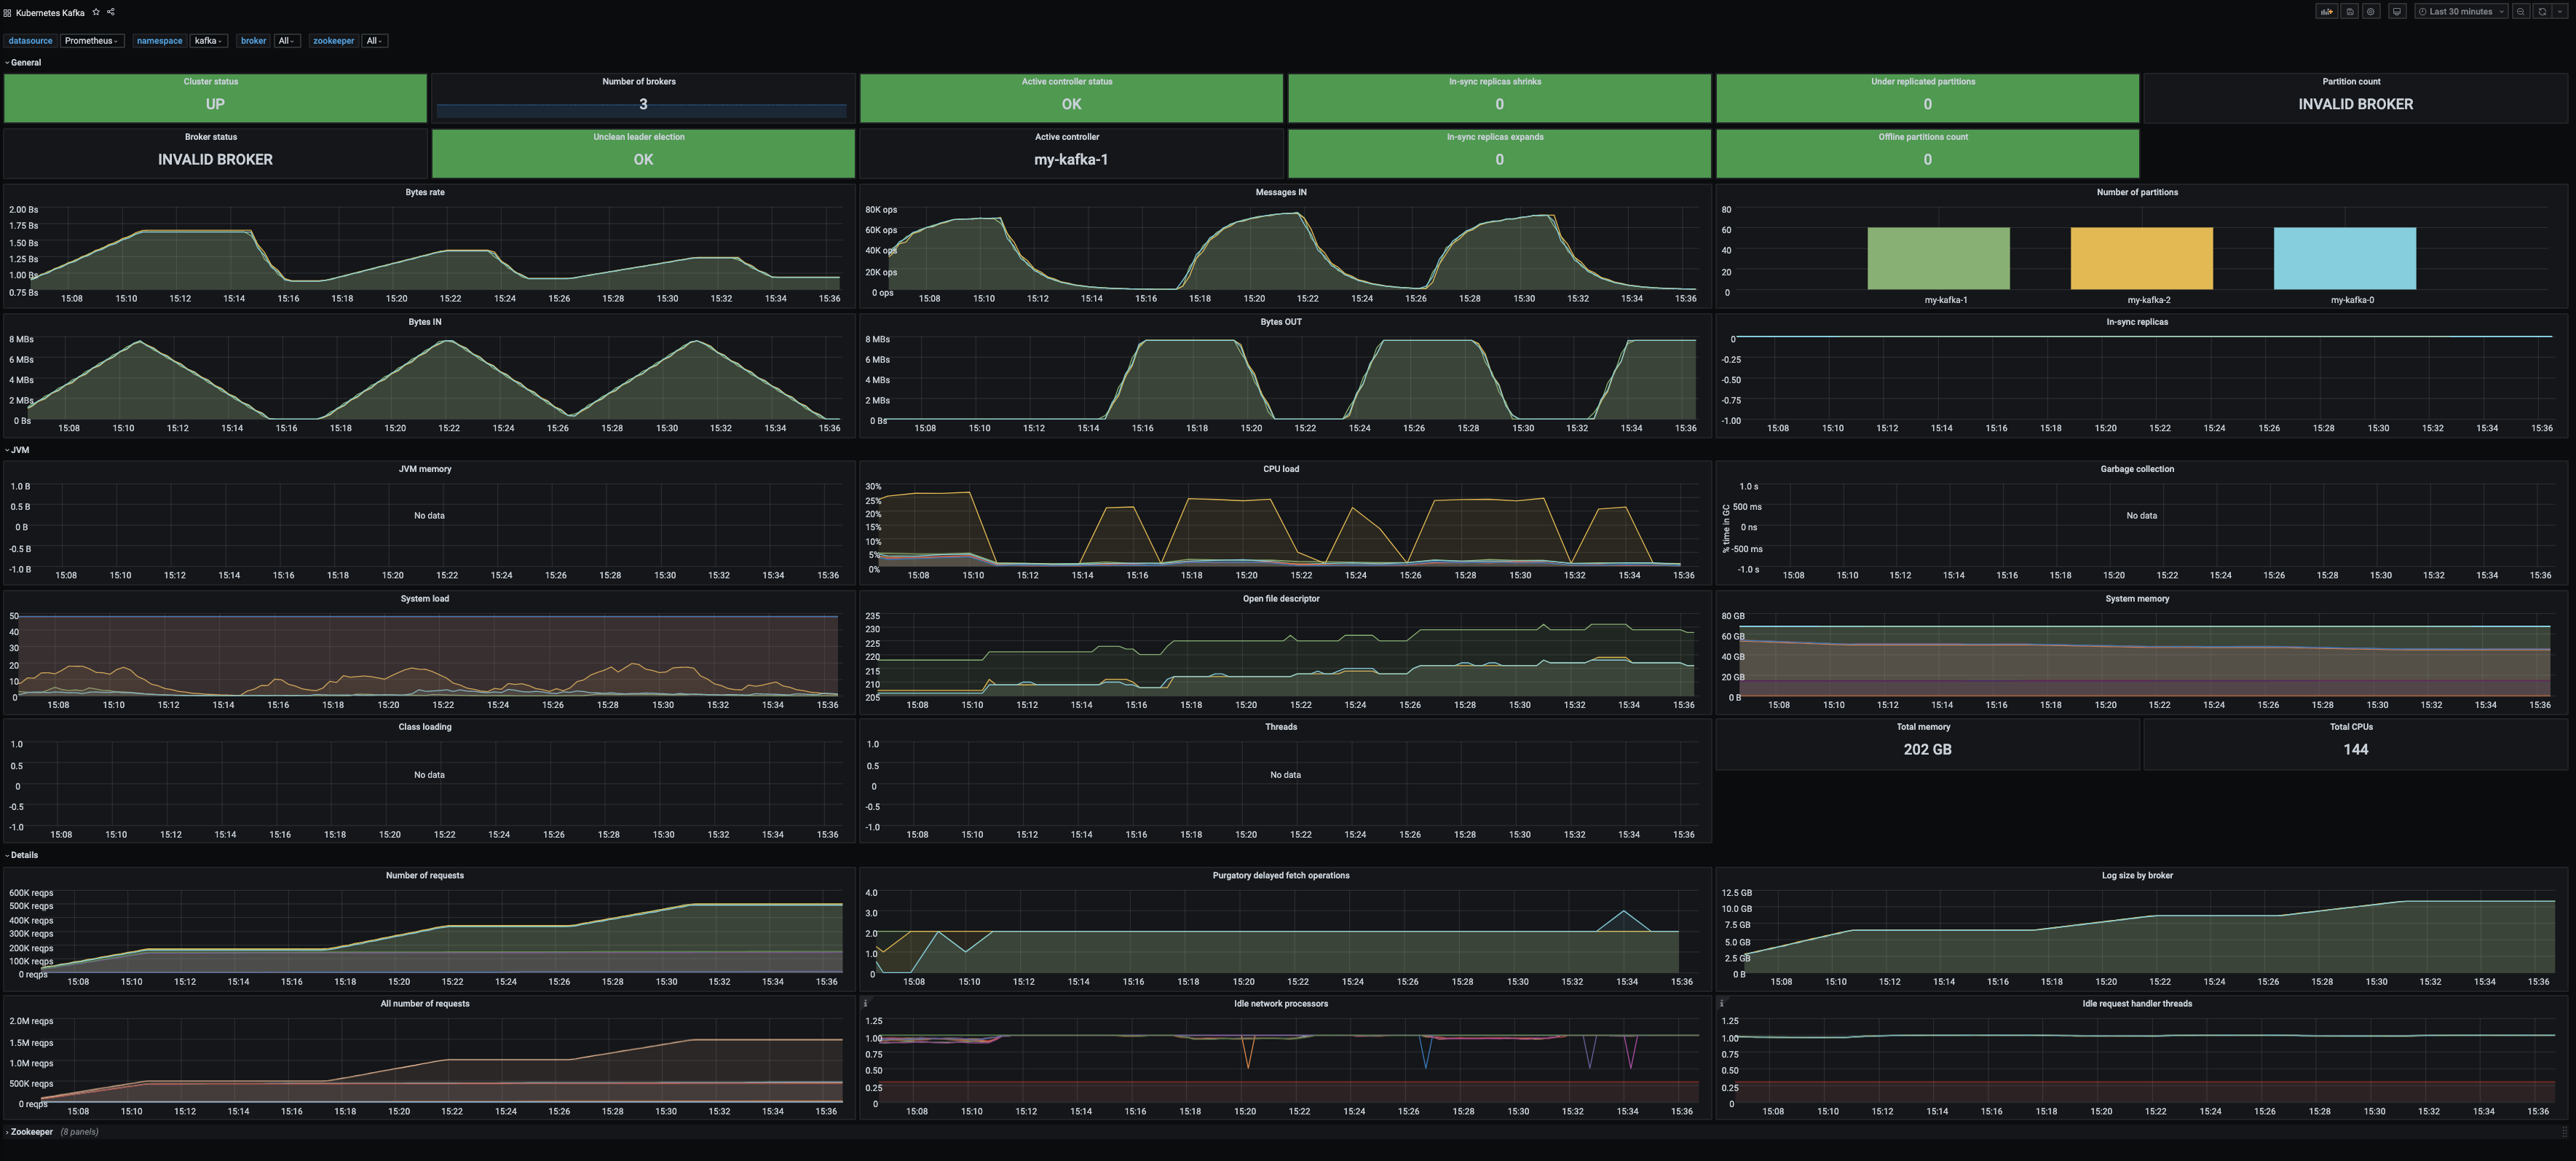 Kubernetes Kafka
Last 30 minutes
datasource Prometheus namespace kafka broker All zookeeper All
General
Cluster status
UP
Number of brokers
3
Active controller status
OK
In-sync replicas shrinks
0
Under replicated partitions
0
Partition count
INVALID BROKER
Broker status
INVALID BROKER
Unclean leader election
OK
Active controller
my-kafka-1
In-sync replicas expands
0
Offline partitions count
0
Bytes rate
2.00 Bs
1.75 Bs
1.50 Bs
1.25 Bs
1.00 Bs
0.75 Bs
15:08 15:10 15:12 15:14 15:16 15:18 15:20 15:22 15:24 15:26 15:28 15:30 15:32 15:34 15:36
Messages IN
80K ops
60K ops
40K ops
20K ops
0 ops
15:08 15:10 15:12 15:14 15:16 15:18 15:20 15:22 15:24 15:26 15:28 15:30 15:32 15:34 15:36
Number of partitions
80
60
40
20
0
my-kafka-1 my-kafka-2 my-kafka-0
Bytes IN
8 MBs
6 MBs
4 MBs
2 MBs
0 Bs
15:08 15:10 15:12 15:14 15:16 15:18 15:20 15:22 15:24 15:26 15:28 15:30 15:32 15:34 15:36
Bytes OUT
8 MBs
6 MBs
4 MBs
2 MBs
0 Bs
15:08 15:10 15:12 15:14 15:16 15:18 15:20 15:22 15:24 15:26 15:28 15:30 15:32 15:34 15:36
In-sync replicas
0
-0.25
-0.50
-0.75
-1.00
15:08 15:10 15:12 15:14 15:16 15:18 15:20 15:22 15:24 15:26 15:28 15:30 15:32 15:34 15:36
JVM
JVM memory
1.0 B
0.5 B
0 B
-0.5 B
-1.0 B
No data
15:08 15:10 15:12 15:14 15:16 15:18 15:20 15:22 15:24 15:26 15:28 15:30 15:32 15:34 15:36
CPU load
30%
25%
20%
15%
10%
5%
0%
15:08 15:10 15:12 15:14 15:16 15:18 15:20 15:22 15:24 15:26 15:28 15:30 15:32 15:34 15:36
Garbage collection
% time in GC
1.0 s
500 ms
0 ns
-500 ms
-1.0 s
No data
15:08 15:10 15:12 15:14 15:16 15:18 15:20 15:22 15:24 15:26 15:28 15:30 15:32 15:34 15:36
System load
50
40
30
20
10
0
15:08 15:10 15:12 15:14 15:16 15:18 15:20 15:22 15:24 15:26 15:28 15:30 15:32 15:34 15:36
Open file descriptor
235
230
225
220
215
210
205
15:08 15:10 15:12 15:14 15:16 15:18 15:20 15:22 15:24 15:26 15:28 15:30 15:32 15:34 15:36
System memory
80 GB
60 GB
40 GB
20 GB
0 B
15:08 15:10 15:12 15:14 15:16 15:18 15:20 15:22 15:24 15:26 15:28 15:30 15:32 15:34 15:36
Class loading
1.0
0.5
0
-0.5
-1.0
No data
15:08 15:10 15:12 15:14 15:16 15:18 15:20 15:22 15:24 15:26 15:28 15:30 15:32 15:34 15:36
Threads
1.0
0.5
0
-0.5
-1.0
No data
15:08 15:10 15:12 15:14 15:16 15:18 15:20 15:22 15:24 15:26 15:28 15:30 15:32 15:34 15:36
Total memory
202 GB
Total CPUs
144
Details
Number of requests
600K reqps
500K reqps
400K reqps
300K reqps
200K reqps
100K reqps
0 reqps
15:08 15:10 15:12 15:14 15:16 15:18 15:20 15:22 15:24 15:26 15:28 15:30 15:32 15:34 15:36
Purgatory delayed fetch operations
4.0
3.0
2.0
1.0
0
15:08 15:10 15:12 15:14 15:16 15:18 15:20 15:22 15:24 15:26 15:28 15:30 15:32 15:34 15:36
Log size by broker
12.5 GB
10.0 GB
7.5 GB
5.0 GB
2.5 GB
0 B
15:08 15:10 15:12 15:14 15:16 15:18 15:20 15:22 15:24 15:26 15:28 15:30 15:32 15:34 15:36
All number of requests
2.0M reqps
1.5M reqps
1.0M reqps
500K reqps
0 reqps
15:08 15:10 15:12 15:14 15:16 15:18 15:20 15:22 15:24 15:26 15:28 15:30 15:32 15:34 15:36
Idle network processors
1.25
1.00
0.75
0.50
0.25
0
15:08 15:10 15:12 15:14 15:16 15:18 15:20 15:22 15:24 15:26 15:28 15:30 15:32 15:34 15:36
Idle request handler threads
1.25
1.00
0.75
0.50
0.25
0
15:08 15:10 15:12 15:14 15:16 15:18 15:20 15:22 15:24 15:26 15:28 15:30 15:32 15:34 15:36
Zookeeper (8 panels)